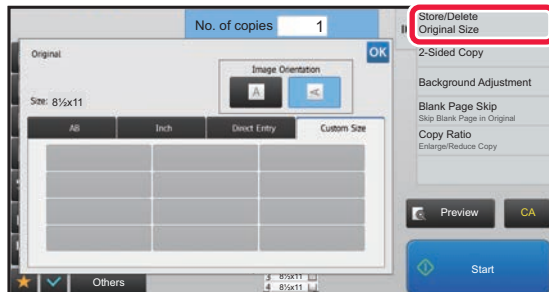 No. of copies 1
Store/Delete
Original Size
Original
OK
2-Sided Copy
Image Orientation
Background Adjustment
A
A
Size: 8½x11
Blank Page Skip
Skip Blank Page in Original
AB Inch Direct Entry Custom Size
Copy Ratio
Enlarge/Reduce Copy
Preview CA
Start
Others
3 8½x11
4 8½x11